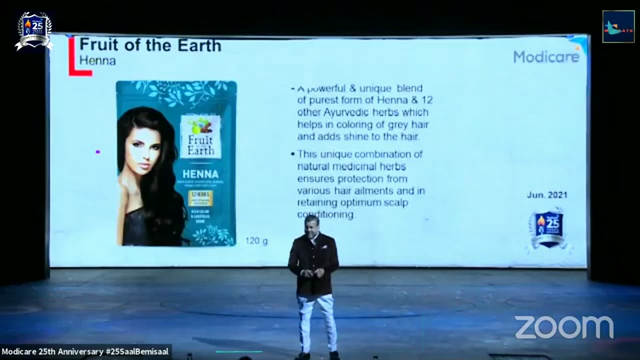 25
Fruit of the Earth
Henna
Modicare
• A powerful & unique blend
of purest form of Henna & 12
other Ayurvedic herbs which
helps in coloring of grey hair
and adds shine to the hair.
• This unique combination of
natural medicinal herbs
ensures protection from
various hair ailments and in
retaining optimum scalp
conditioning.
Fruit
of the
Earth
HENNA
120 g
Jun. 2021
25
zoom
Modicare 25th Anniversary #25SaalBemisaal